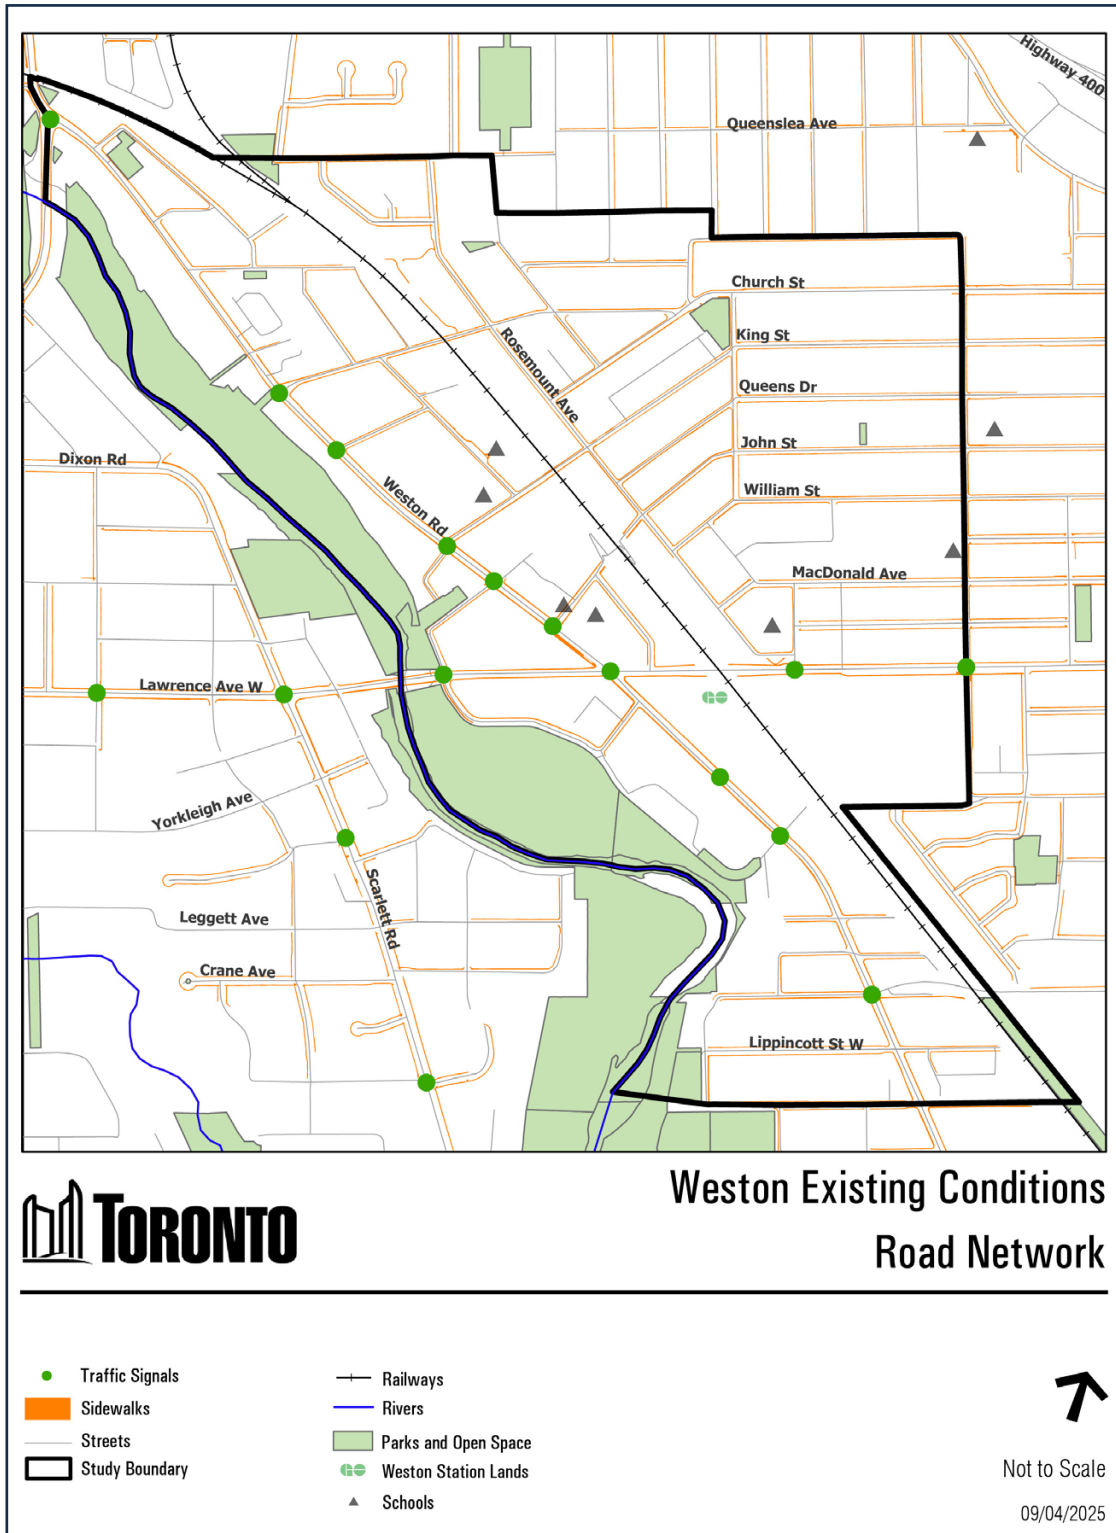 Highway 400
Queenslea Ave
Church St
King St
Rosemount Ave
Queens Dr
John St
Dixon Rd
William St
Weston Rd
MacDonald Ave
Lawrence Ave W
Yorkleigh Ave
Scarlett Rd
Leggett Ave
Crane Ave
Lippincott St W
TORONTO
Weston Existing Conditions
Road Network
Traffic Signals
Sidewalks
Streets
Study Boundary
Railways
Rivers
Parks and Open Space
Weston Station Lands
Schools
Not to Scale
09/04/2025